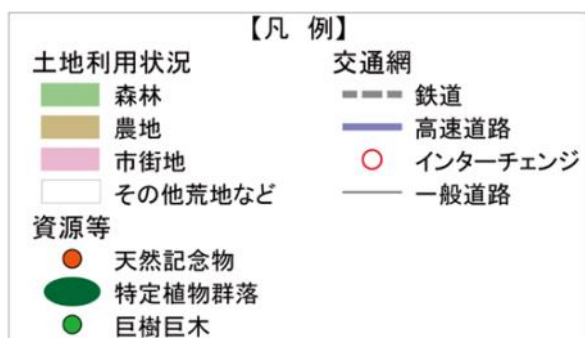 【凡 例】
土地利用状況
森林
農地
市街地
その他荒地など
資源等
天然記念物
特定植物群落
巨樹巨木
交通網
鉄道
高速道路
インターチェンジ
一般道路